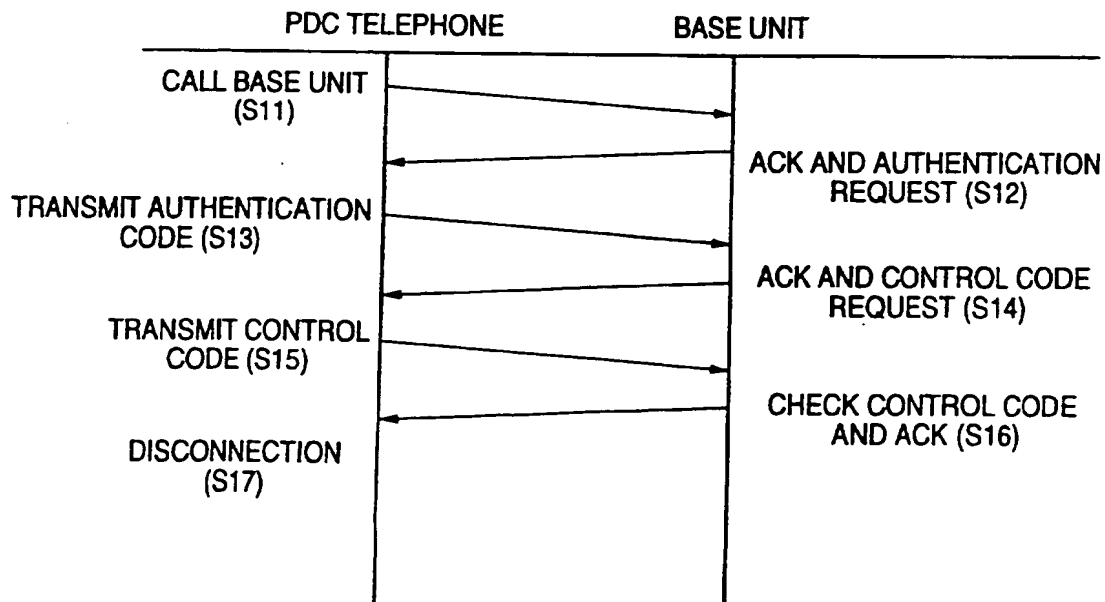 PDC TELEPHONE BASE UNIT
CALL BASE UNIT
(S11)
ACK AND AUTHENTICATION
REQUEST (S12)
TRANSMIT AUTHENTICATION
CODE (S13)
ACK AND CONTROL CODE
REQUEST (S14)
TRANSMIT CONTROL
CODE (S15)
CHECK CONTROL CODE
AND ACK (S16)
DISCONNECTION
(S17)